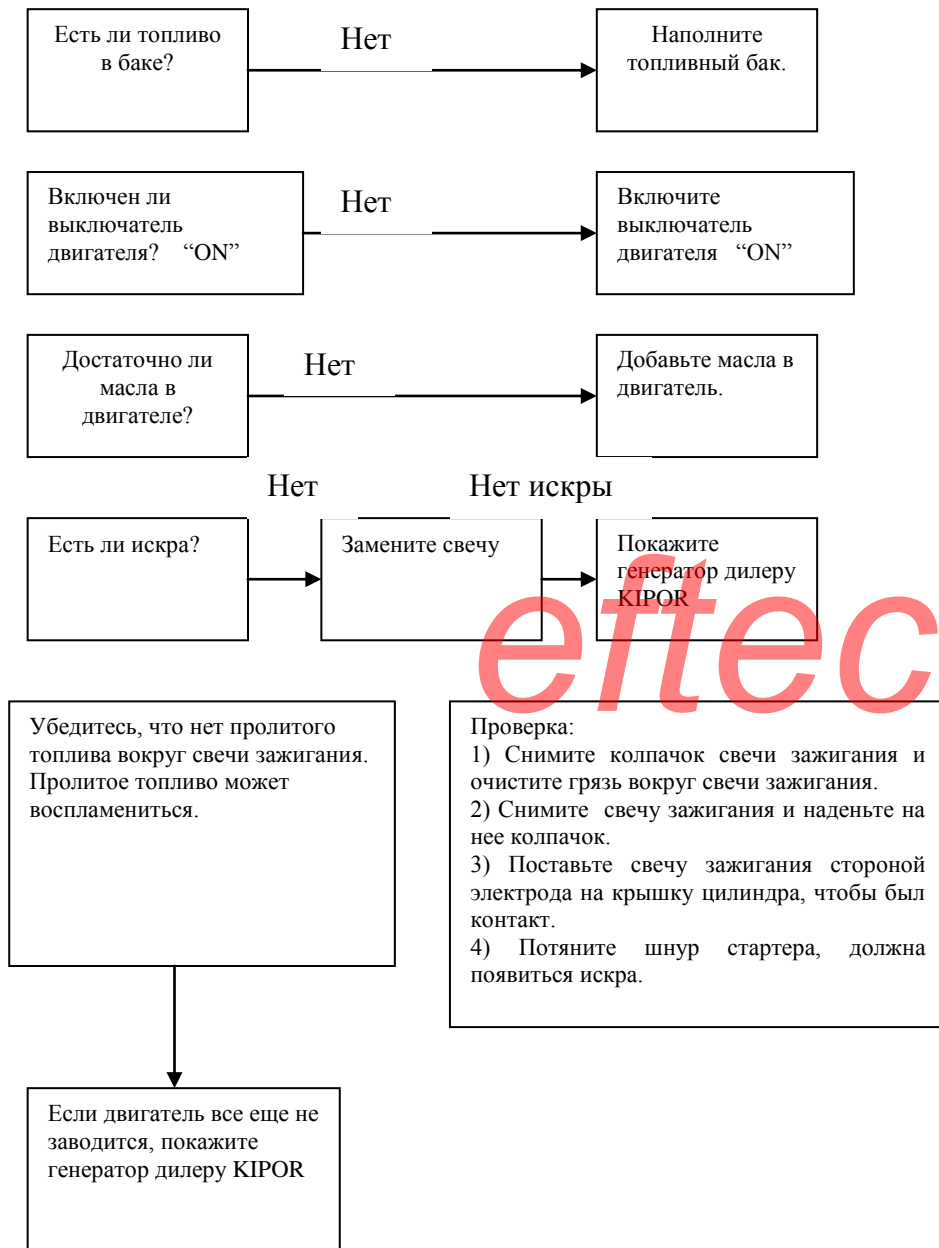 Есть ли топливо
в баке?
Нет
Наполните
топливный бак.
Включен ли
выключатель
двигателя? “ON”
Нет
Включите
выключатель
двигателя “ON”
Достаточно ли
масла в
двигателе?
Нет
Добавьте масла в
двигатель.
Нет
Нет искры
Есть ли искра?
Замените свечу
Покажите
генератор дилеру
KIPOR
eftec
Убедитесь, что нет пролитого
топлива вокруг свечи зажигания.
Пролитое топливо может
воспламениться.
Проверка:
1) Снимите колпачок свечи зажигания и
очистите грязь вокруг свечи зажигания.
2) Снимите свечу зажигания и наденьте на
нее колпачок.
3) Поставьте свечу зажигания стороной
электрода на крышку цилиндра, чтобы был
контакт.
4) Потяните шнур стартера, должна
появиться искра.
Если двигатель все еще не
заводится, покажите
генератор дилеру KIPOR